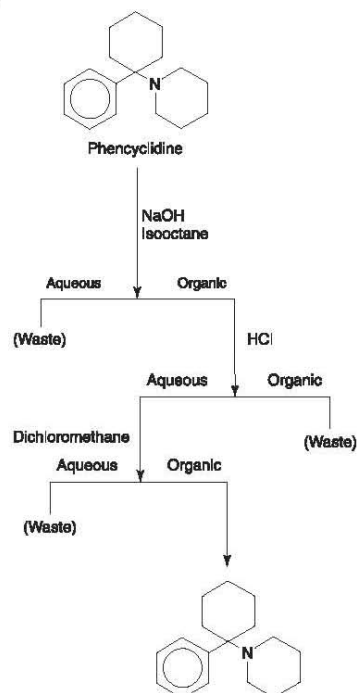 N
Phencyclidine
NaOH
Isooctane
Aqueous Organic
(Waste)
HCl
Aqueous Organic
(Waste)
Dichloromethane
Aqueous Organic
(Waste)
N